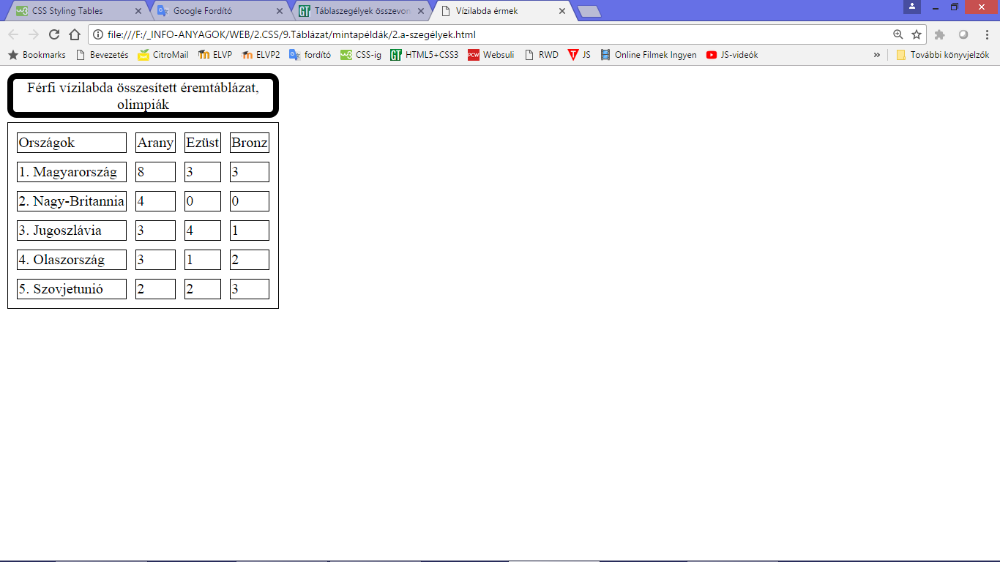 CSS Styling Tables
Google Fordító
Táblaszegélyek összevon
Vízilabda érmek
file:///F:/_INFO-ANYAGOK/WEB/2.CSS/9.Táblázat/mintapéldák/2.a-szegélyek.html
Bookmarks Bevezetés CitroMail ELVP ELVP2 fordító CSS-ig HTML5+CSS3 Websuli RWD JS Online Filmek Ingyen JS-videók » További könyvjelzők
Férfi vízilabda összesített éremtáblázat,
olimpiák
Országok Arany Ezüst Bronz
1. Magyarország 8 3 3
2. Nagy-Britannia 4 0 0
3. Jugoszlávia 3 4 1
4. Olaszország 3 1 2
5. Szovjetunió 2 2 3